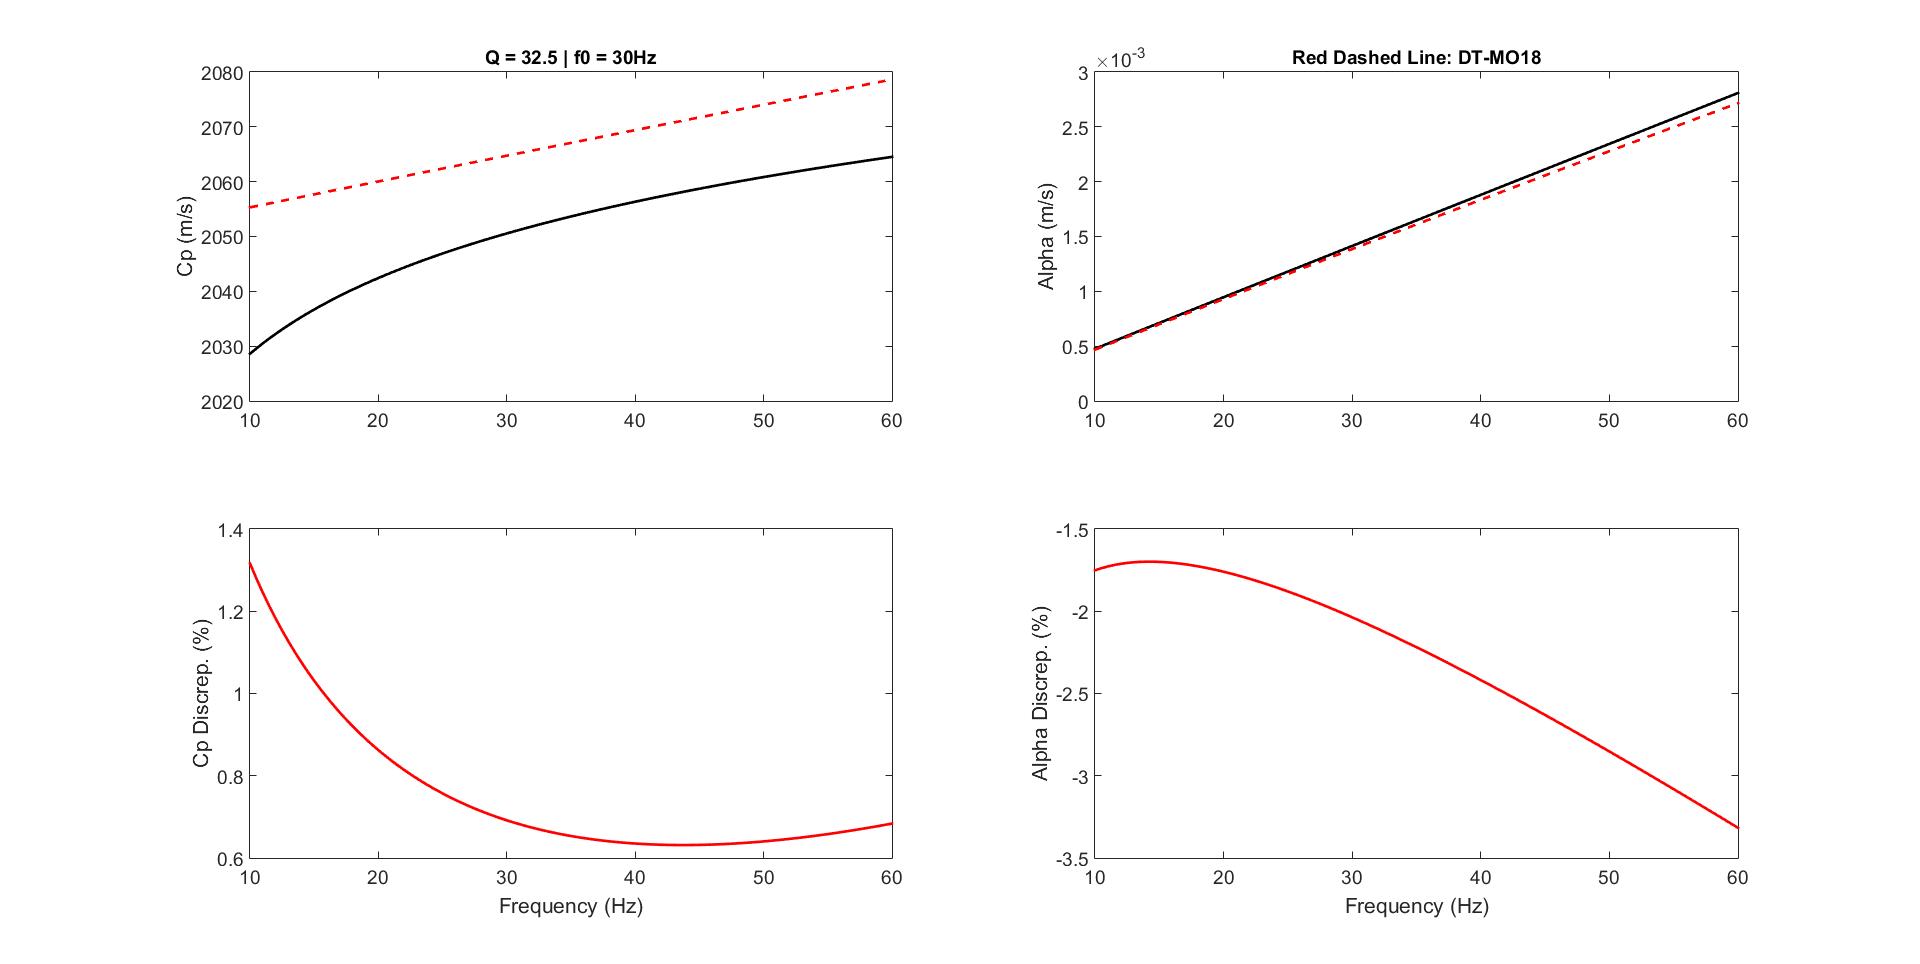 Q = 32.5 | f0 = 30Hz
2080
2070
2060
2050
2040
2030
2020
Cp (m/s)
10 20 30 40 50 60
Red Dashed Line: DT-MO18
×10-3
3
2.5
2
1.5
1
0.5
0
Alpha (m/s)
10 20 30 40 50 60
1.4
1.2
1
0.8
0.6
Cp Discrep. (%)
10 20 30 40 50 60
Frequency (Hz)
-1.5
-2
-2.5
-3
-3.5
Alpha Discrep. (%)
10 20 30 40 50 60
Frequency (Hz)